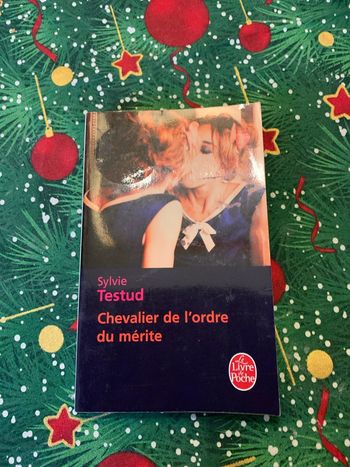 Sylvie
Testud
Chevalier de l'ordre
du mérite
Le
Livre
de
Poche